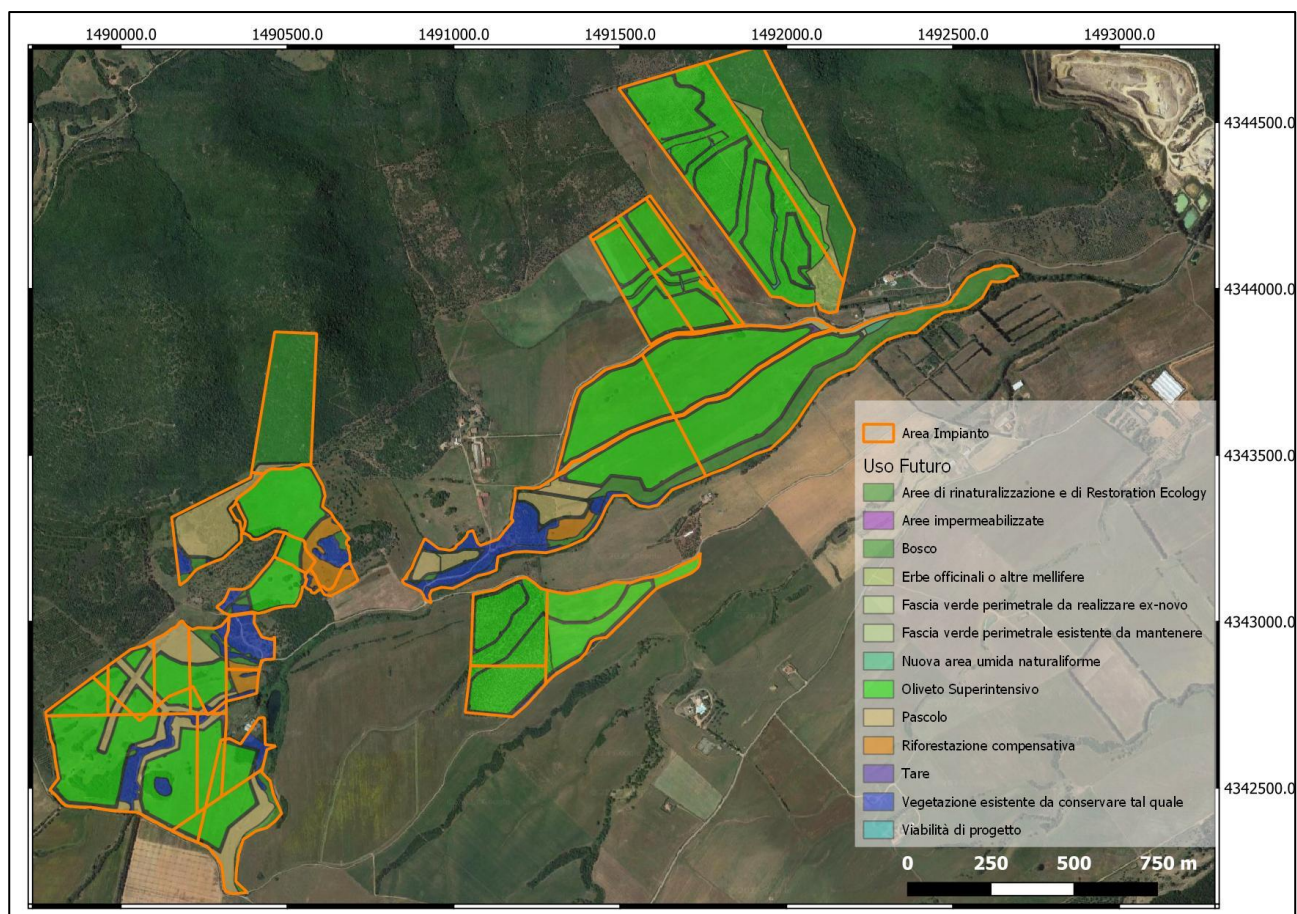 1490000.0 1490500.0 1491000.0 1491500.0 1492000.0 1492500.0 1493000.0
4344500.0
4344000.0
4343500.0
4343000.0
4342500.0
Area Impianto
Uso Futuro
Aree di rinaturalizzazione e di Restoration Ecology
Aree impermeabilizzate
Bosco
Erbe officinali o altre mellifere
Fascia verde perimetrale da realizzare ex-novo
Fascia verde perimetrale esistente da mantenere
Nuova area umida naturaliforme
Oliveto Superintensivo
Pascolo
Riforestazione compensativa
Tare
Vegetazione esistente da conservare tal quale
Viabilità di progetto
0 250 500 750 m